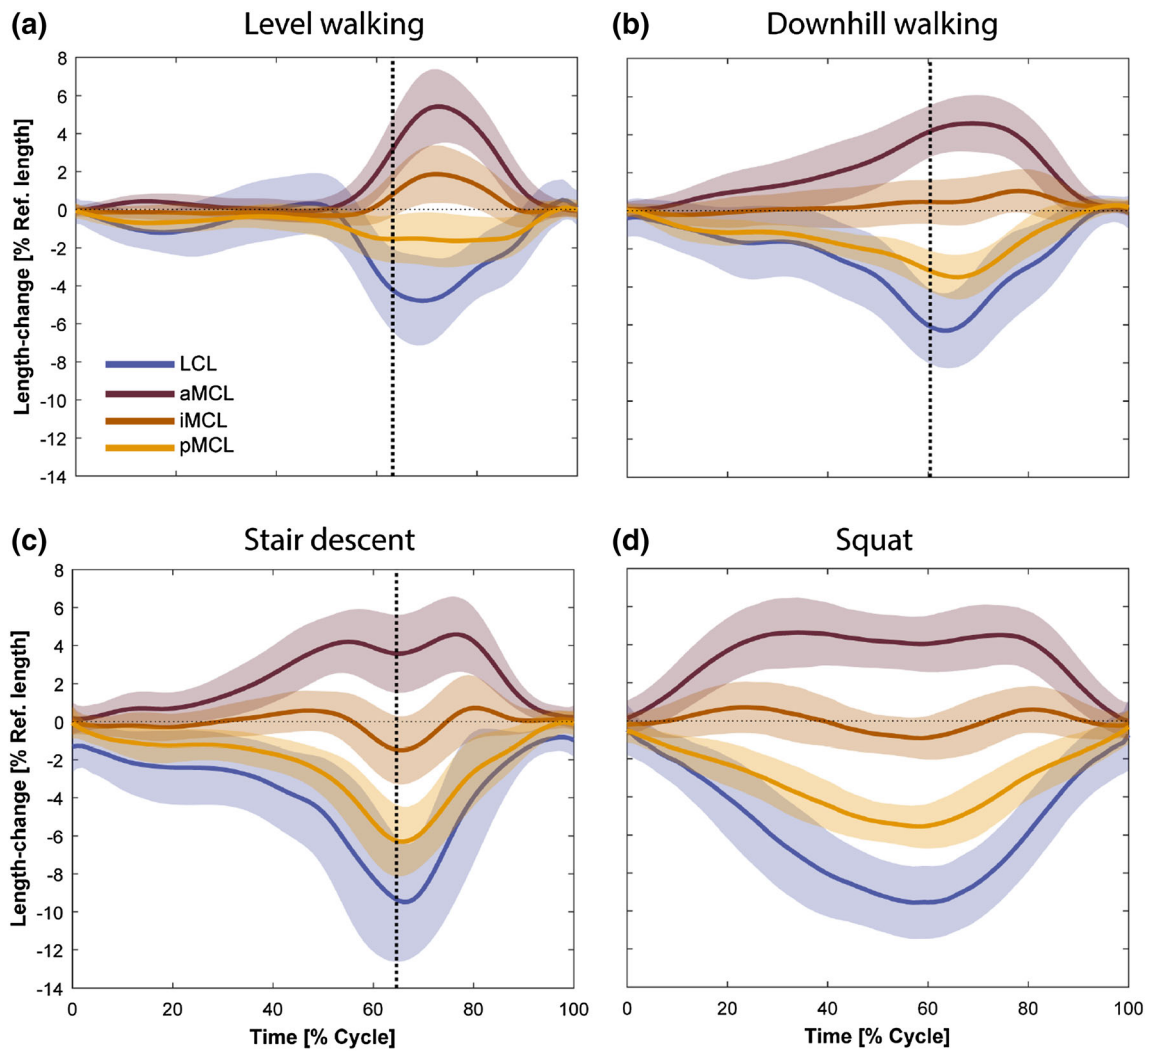 (a) Level walking
(b) Downhill walking
8
6
4
2
0
-2
-4
-6
-8
-10
-12
-14
Length-change [% Ref. length]
LCL
aMCL
iMCL
pMCL
(c) Stair descent
(d) Squat
8
6
4
2
0
-2
-4
-6
-8
-10
-12
-14
Length-change [% Ref. length]
0 20 40 60 80 100
Time [% Cycle]
0 20 40 60 80 100
Time [% Cycle]